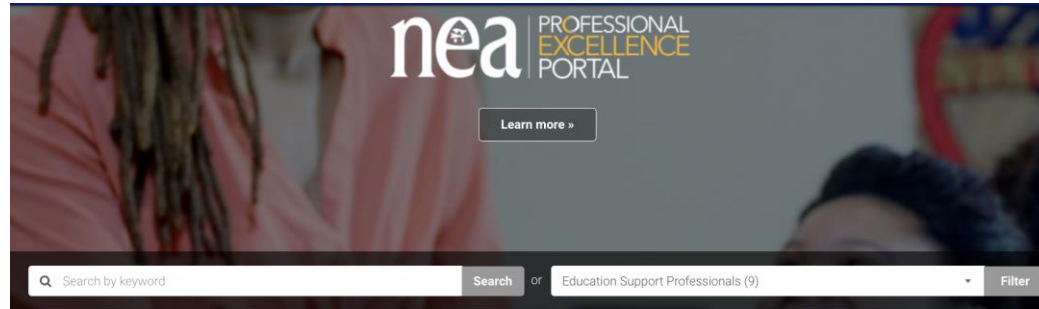 nea PROFESSIONAL
EXCELLENCE
PORTAL
Learn more »
Search by keyword Search or Education Support Professionals (9) Filter